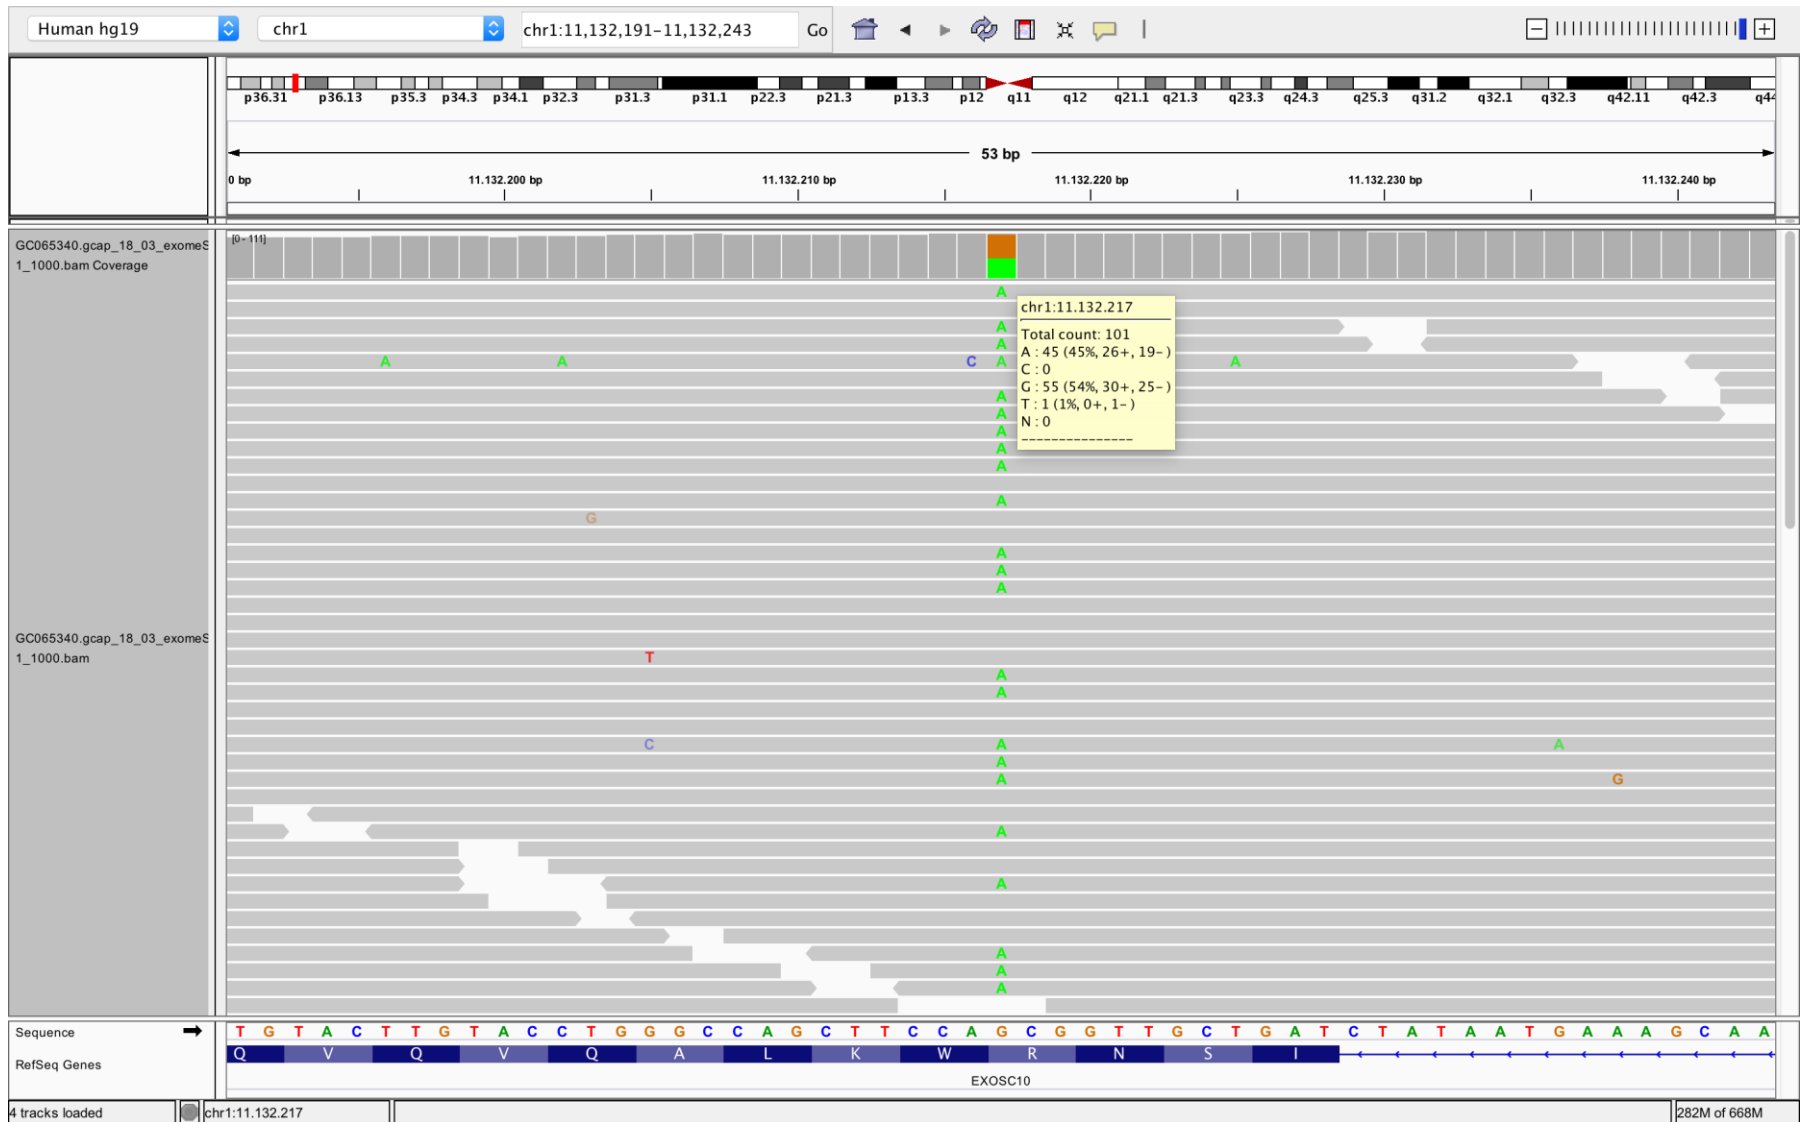 Human hg19 chr1 chr1:11,132,191-11,132,243 Go
p36.31 p36.13 p35.3 p34.3 p34.1 p32.3 p31.3 p31.1 p22.3 p21.3 p13.3 p12 q11 q12 q21.1 q21.3 q23.3 q24.3 q25.3 q31.2 q32.1 q32.3 q42.11 q42.3 q44
53 bp
0 bp 11.132.200 bp 11.132.210 bp 11.132.220 bp 11.132.230 bp 11.132.240 bp
GC065340.gcap_18_03_exomeS
1_1000.bam Coverage
[0 - 111]
A
chr1:11.132.217
A
Total count: 101
A
A : 45 (45%, 26+, 19-)
A A C A A
C : 0
G : 55 (54%, 30+, 25-)
A
T : 1 (1%, 0+, 1-)
A
N : 0
A
---------------
A
A
A
G
A
A
A
GC065340.gcap_18_03_exomeS
1_1000.bam
T
A
A
C A A
A
A G
A
A
A
A
A
Sequence T G T A C T T G T A C C T G G G C C A G C T T C C A G C G G T T G C T G A T C T A T A A T G A A A G C A A
RefSeq Genes Q V Q V Q A L K W R N S I
EXOSC10
4 tracks loaded chr1:11.132.217 282M of 668M